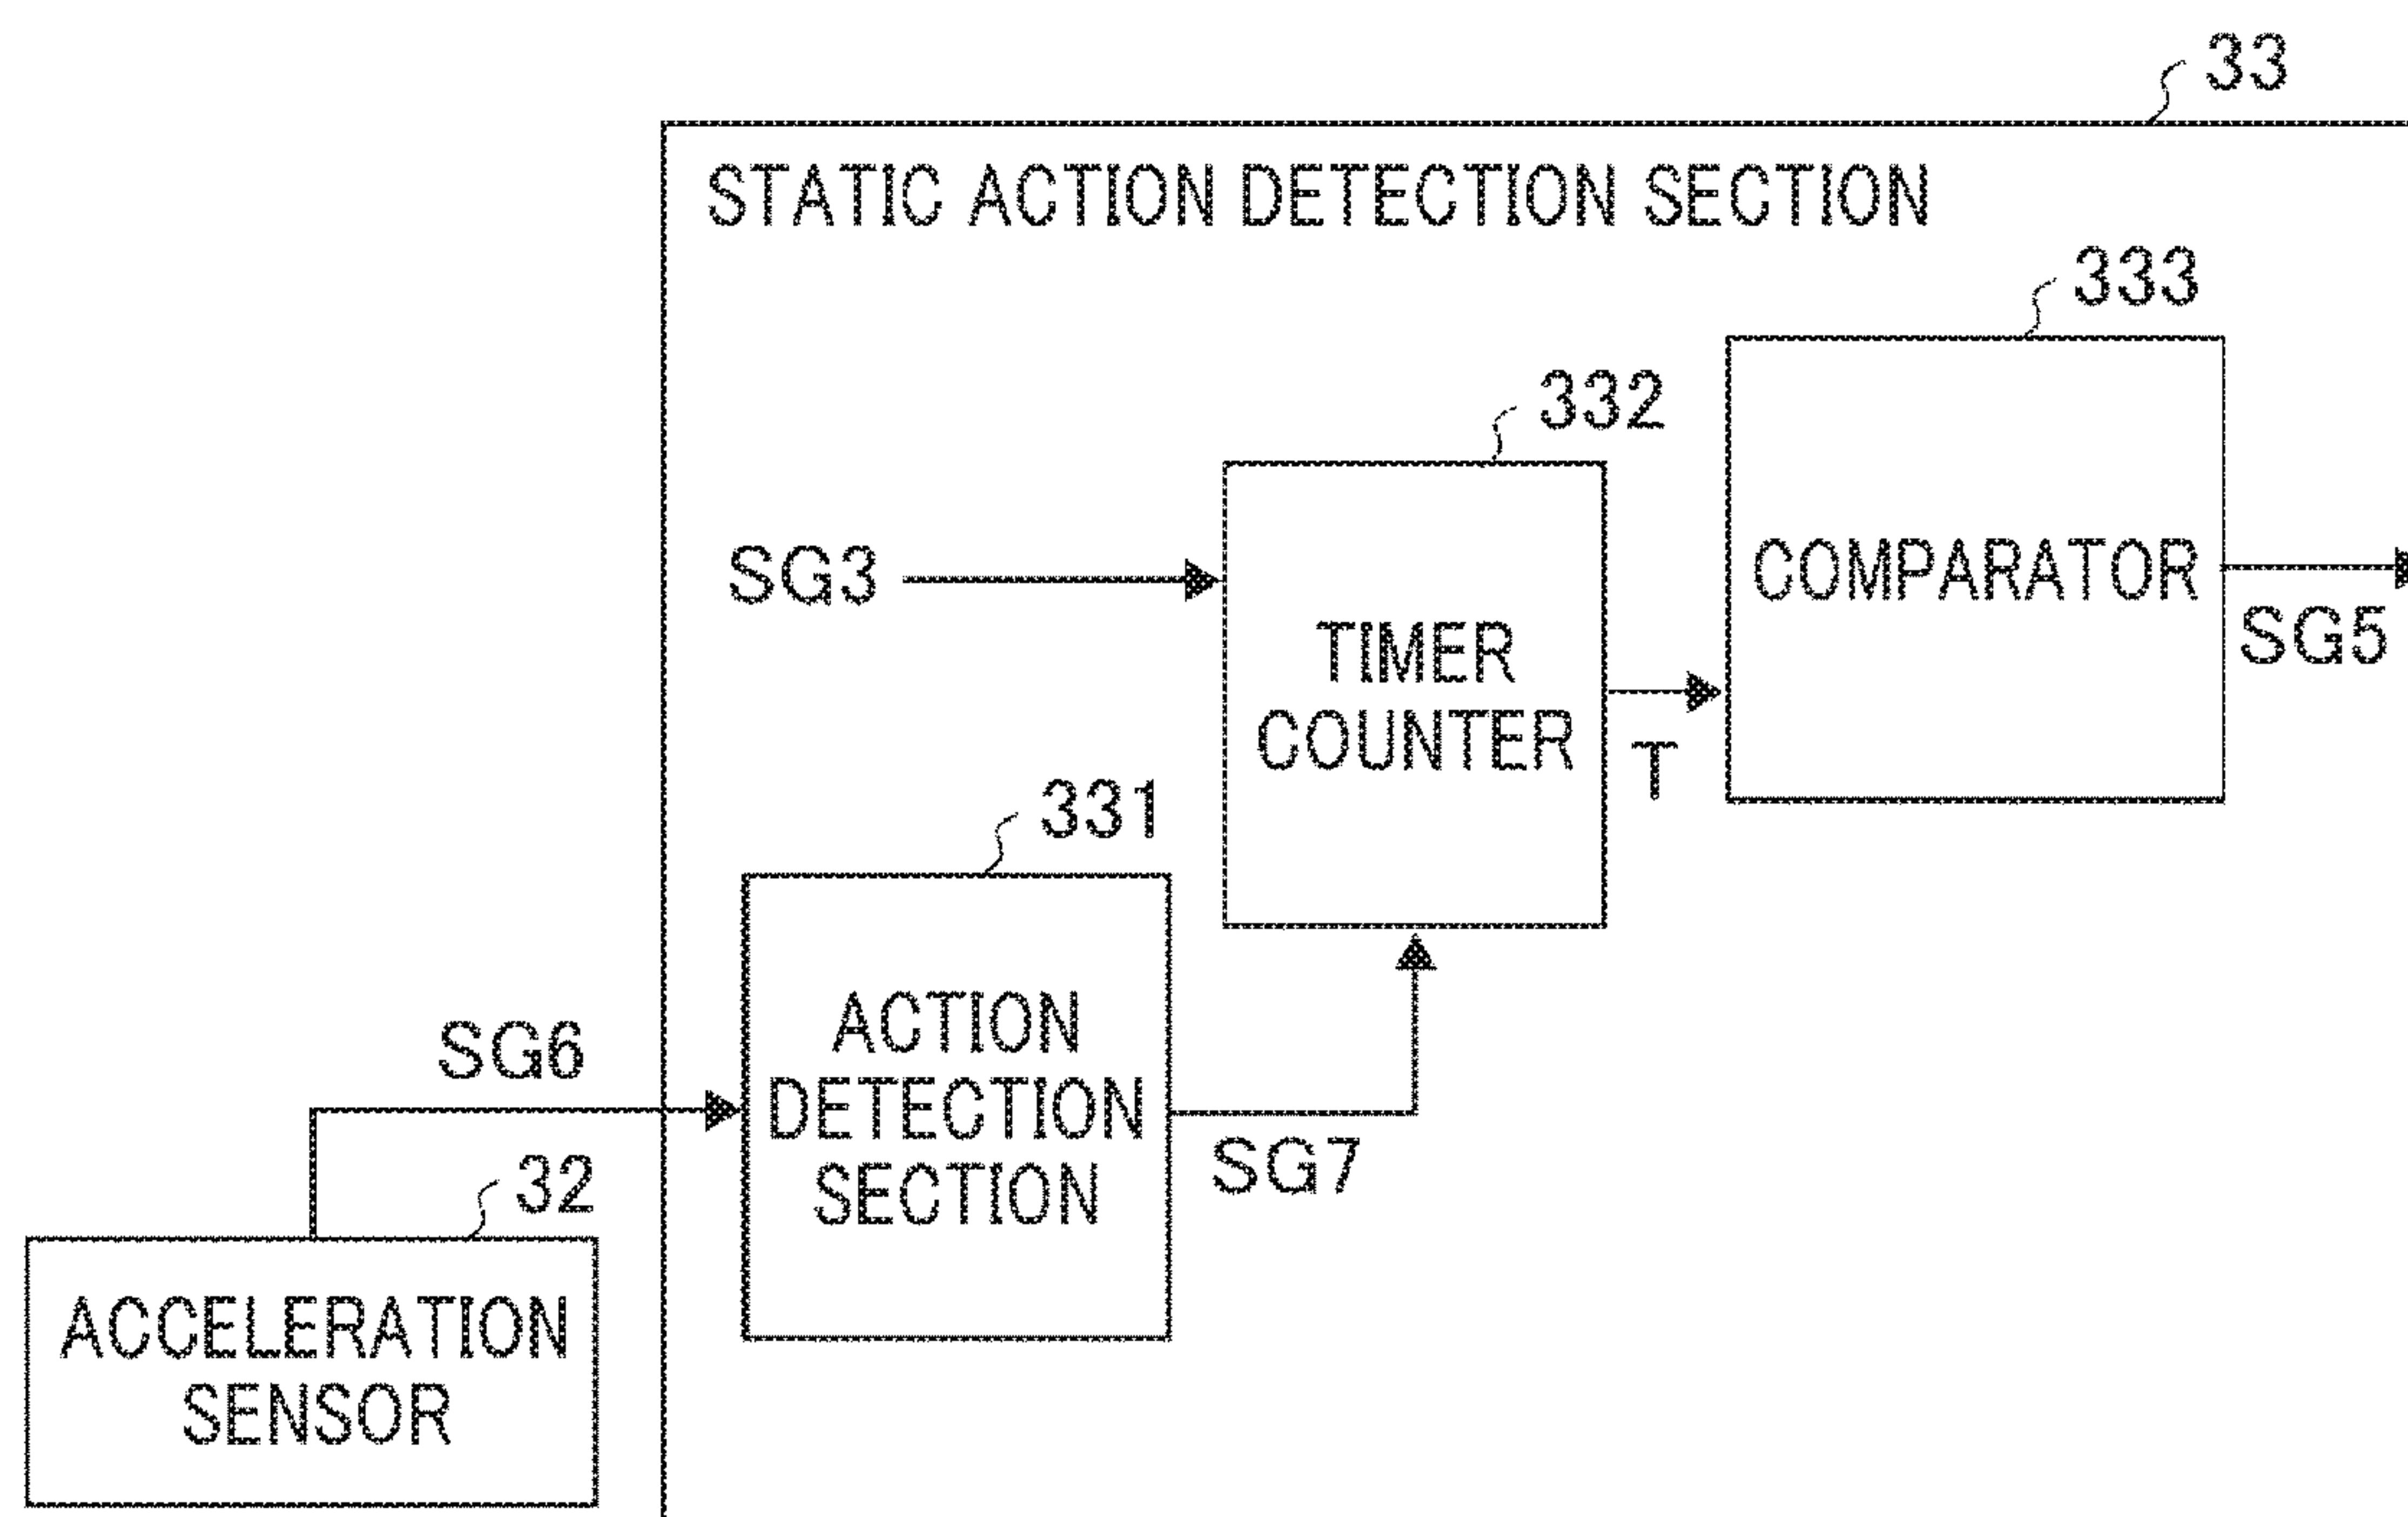 33
STATIC ACTION DETECTION SECTION
333
332
SG3
COMPARATOR
SG5
TIMER
COUNTER
T
331
ACTION
DETECTION
SECTION
SG6
SG7
32
ACCELERATION
SENSOR